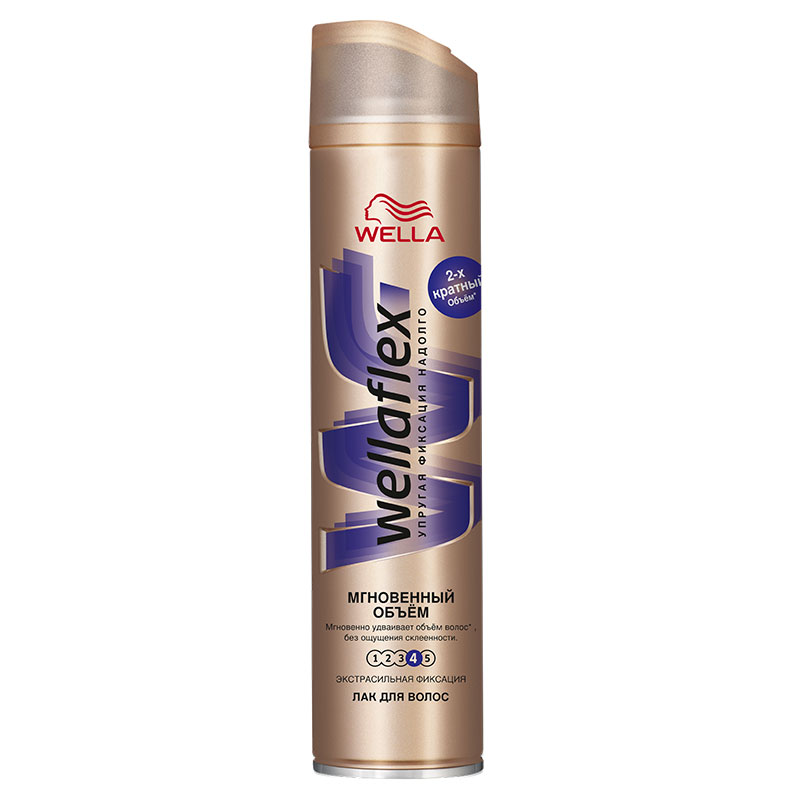 WELLA
2-х
кратный
Объём*
wellaflex
УПРУГАЯ ФИКСАЦИЯ НАДОЛГО
МГНОВЕННЫЙ
ОБЪЁМ
Мгновенно удваивает объём волос*,
без ощущения склеенности.
1 2 3 4 5
ЭКСТРАСИЛЬНАЯ ФИКСАЦИЯ
ЛАК ДЛЯ ВОЛОС